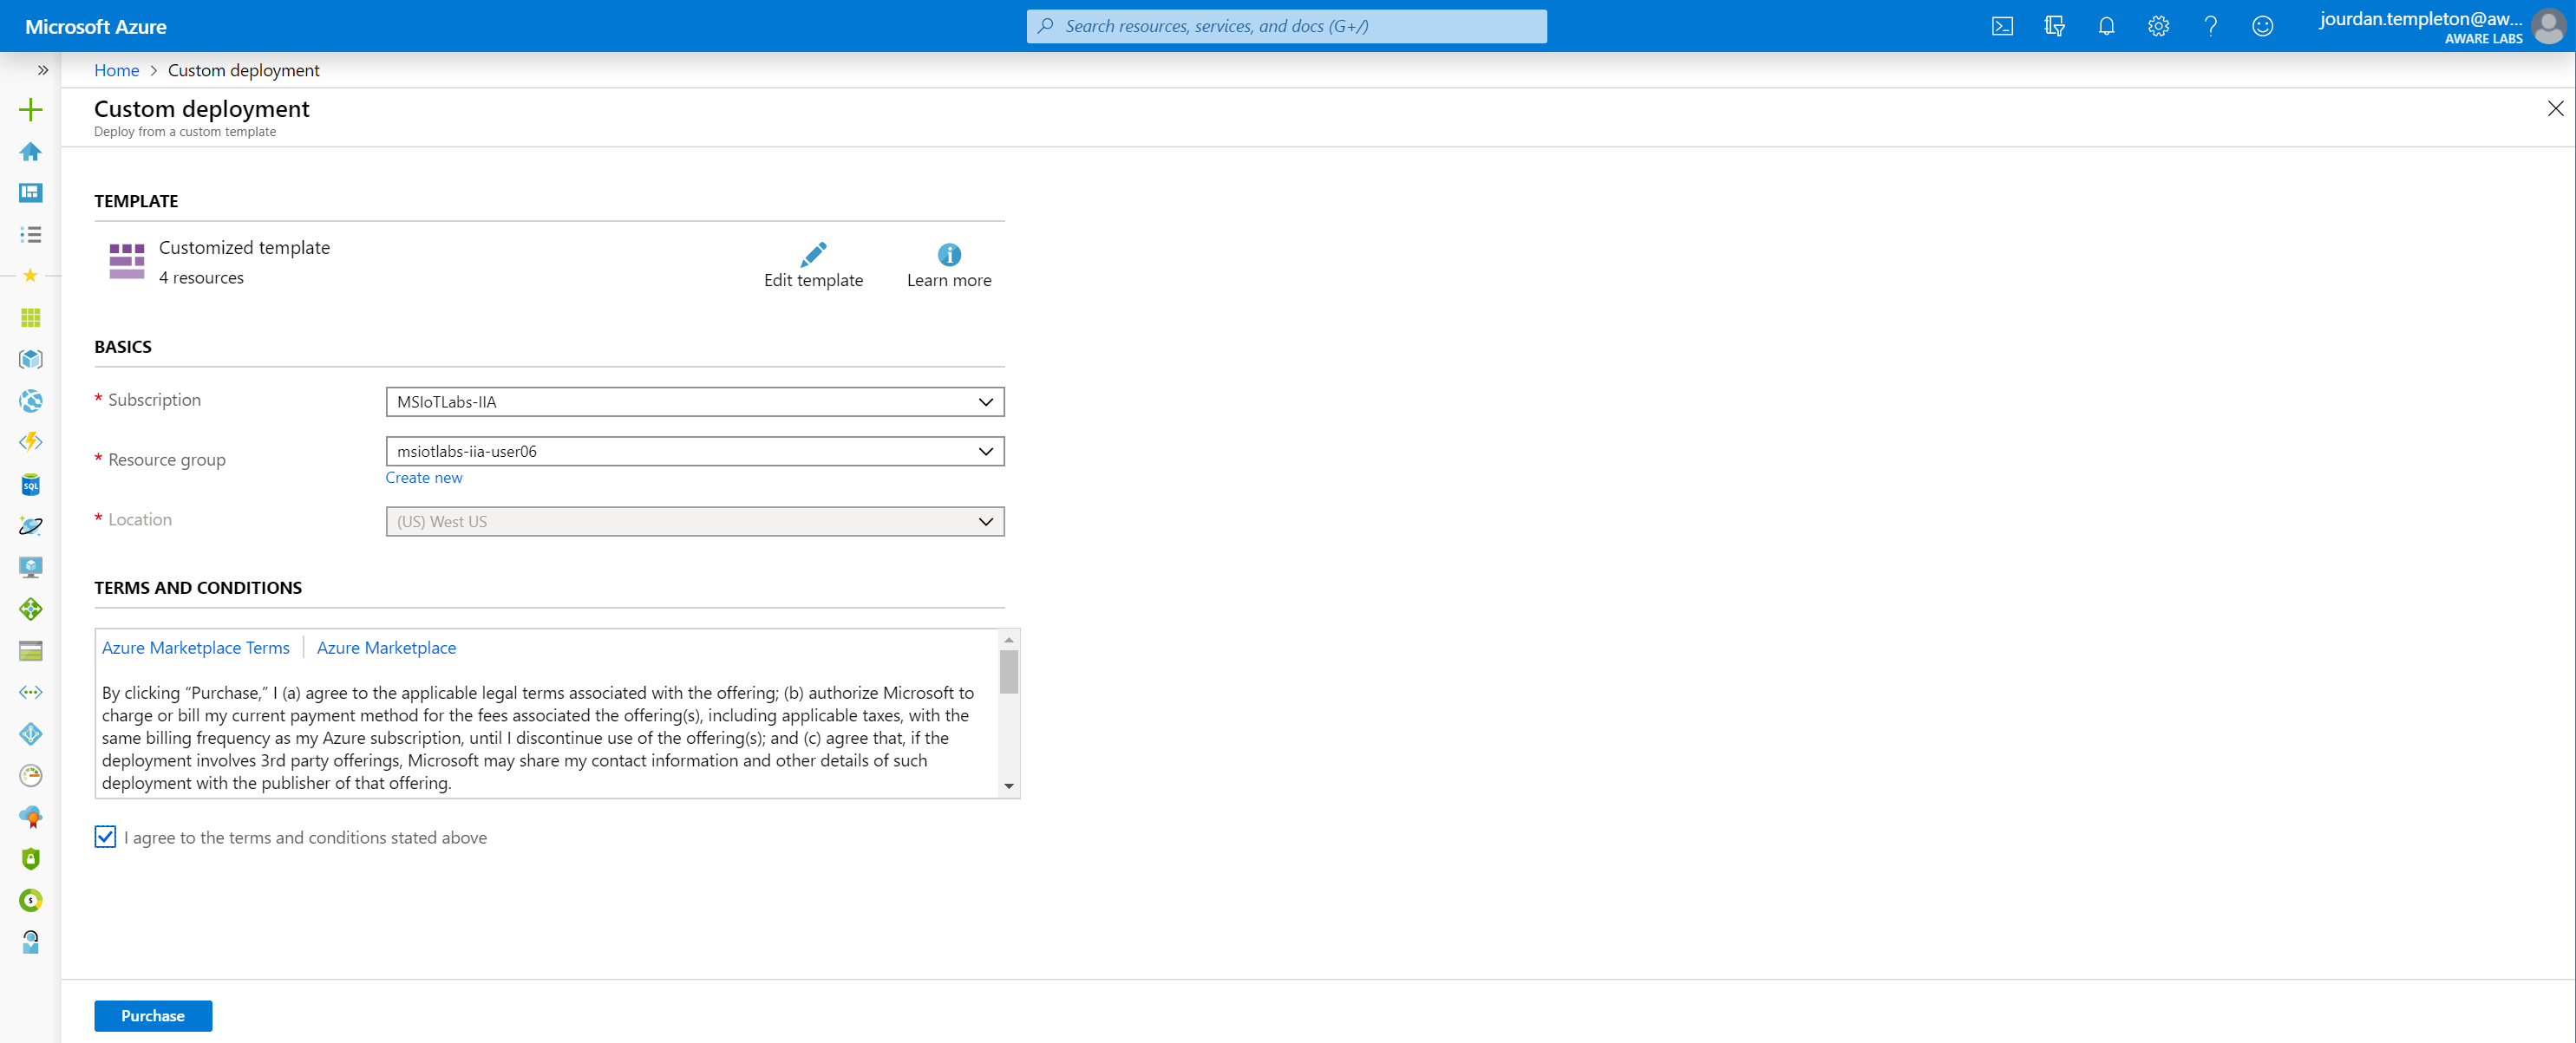 Microsoft Azure
Search resources, services, and docs (G+/)
jourdan.templeton@aw...
AWARE LABS
Home > Custom deployment
Custom deployment
Deploy from a custom template
TEMPLATE
Customized template
4 resources
Edit template
Learn more
BASICS
* Subscription
MSIoTLabs-IIA
* Resource group
msiotlabs-iia-user06
Create new
* Location
(US) West US
TERMS AND CONDITIONS
Azure Marketplace Terms | Azure Marketplace
By clicking “Purchase,” I (a) agree to the applicable legal terms associated with the offering; (b) authorize Microsoft to
charge or bill my current payment method for the fees associated the offering(s), including applicable taxes, with the
same billing frequency as my Azure subscription, until I discontinue use of the offering(s); and (c) agree that, if the
deployment involves 3rd party offerings, Microsoft may share my contact information and other details of such
deployment with the publisher of that offering.
I agree to the terms and conditions stated above
Purchase
SQL